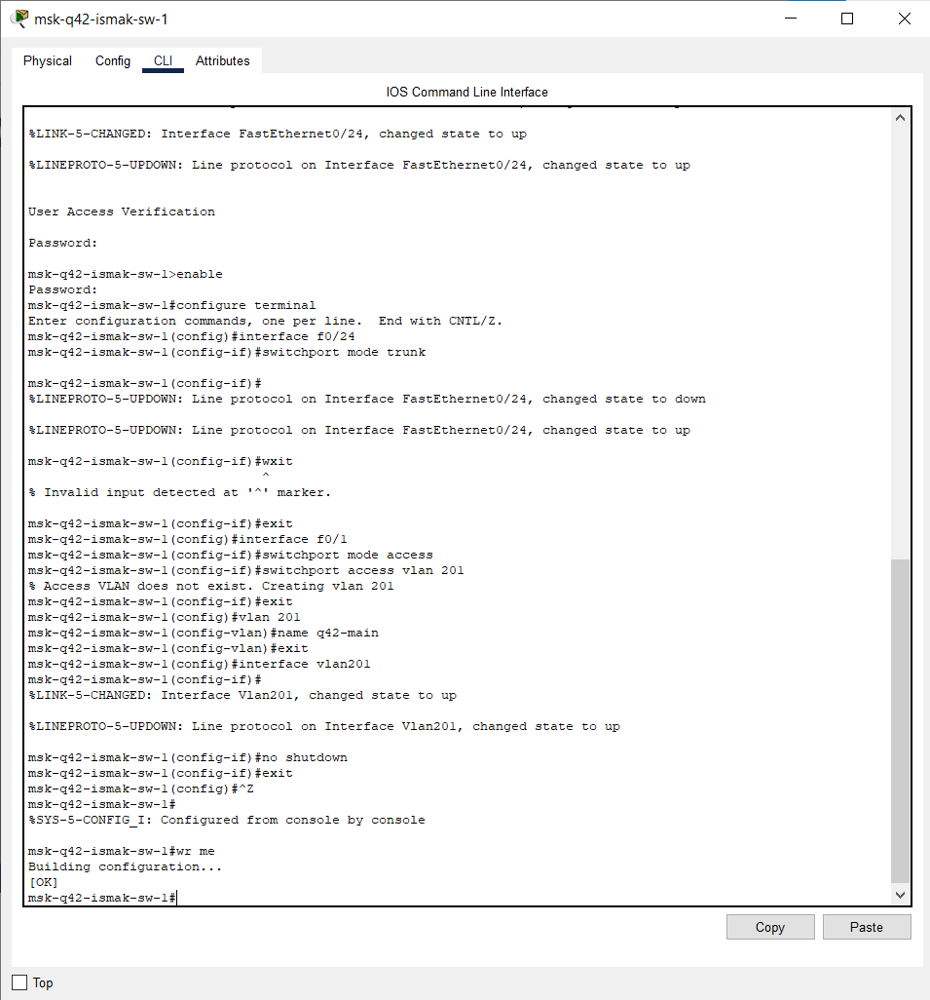 msk-q42-ismak-sw-1
Physical Config CLI Attributes
IOS Command Line Interface
%LINK-5-CHANGED: Interface FastEthernet0/24, changed state to up
%LINEPROTO-5-UPDOWN: Line protocol on Interface FastEthernet0/24, changed state to up
User Access Verification
Password:
msk-q42-ismak-sw-1>enable
Password:
msk-q42-ismak-sw-1#configure terminal
Enter configuration commands, one per line.  End with CNTL/Z.
msk-q42-ismak-sw-1(config)#interface f0/24
msk-q42-ismak-sw-1(config-if)#switchport mode trunk
msk-q42-ismak-sw-1(config-if)#
%LINEPROTO-5-UPDOWN: Line protocol on Interface FastEthernet0/24, changed state to down
%LINEPROTO-5-UPDOWN: Line protocol on Interface FastEthernet0/24, changed state to up
msk-q42-ismak-sw-1(config-if)#wxit
^
% Invalid input detected at '^' marker.
msk-q42-ismak-sw-1(config-if)#exit
msk-q42-ismak-sw-1(config)#interface f0/1
msk-q42-ismak-sw-1(config-if)#switchport mode access
msk-q42-ismak-sw-1(config-if)#switchport access vlan 201
% Access VLAN does not exist. Creating vlan 201
msk-q42-ismak-sw-1(config-if)#exit
msk-q42-ismak-sw-1(config)#vlan 201
msk-q42-ismak-sw-1(config-vlan)#name q42-main
msk-q42-ismak-sw-1(config-vlan)#exit
msk-q42-ismak-sw-1(config)#interface vlan201
msk-q42-ismak-sw-1(config-if)#
%LINK-5-CHANGED: Interface Vlan201, changed state to up
%LINEPROTO-5-UPDOWN: Line protocol on Interface Vlan201, changed state to up
msk-q42-ismak-sw-1(config-if)#no shutdown
msk-q42-ismak-sw-1(config-if)#exit
msk-q42-ismak-sw-1(config)#^Z
msk-q42-ismak-sw-1#
%SYS-5-CONFIG_I: Configured from console by console
msk-q42-ismak-sw-1#wr me
Building configuration...
[OK]
msk-q42-ismak-sw-1#
Copy Paste
Top